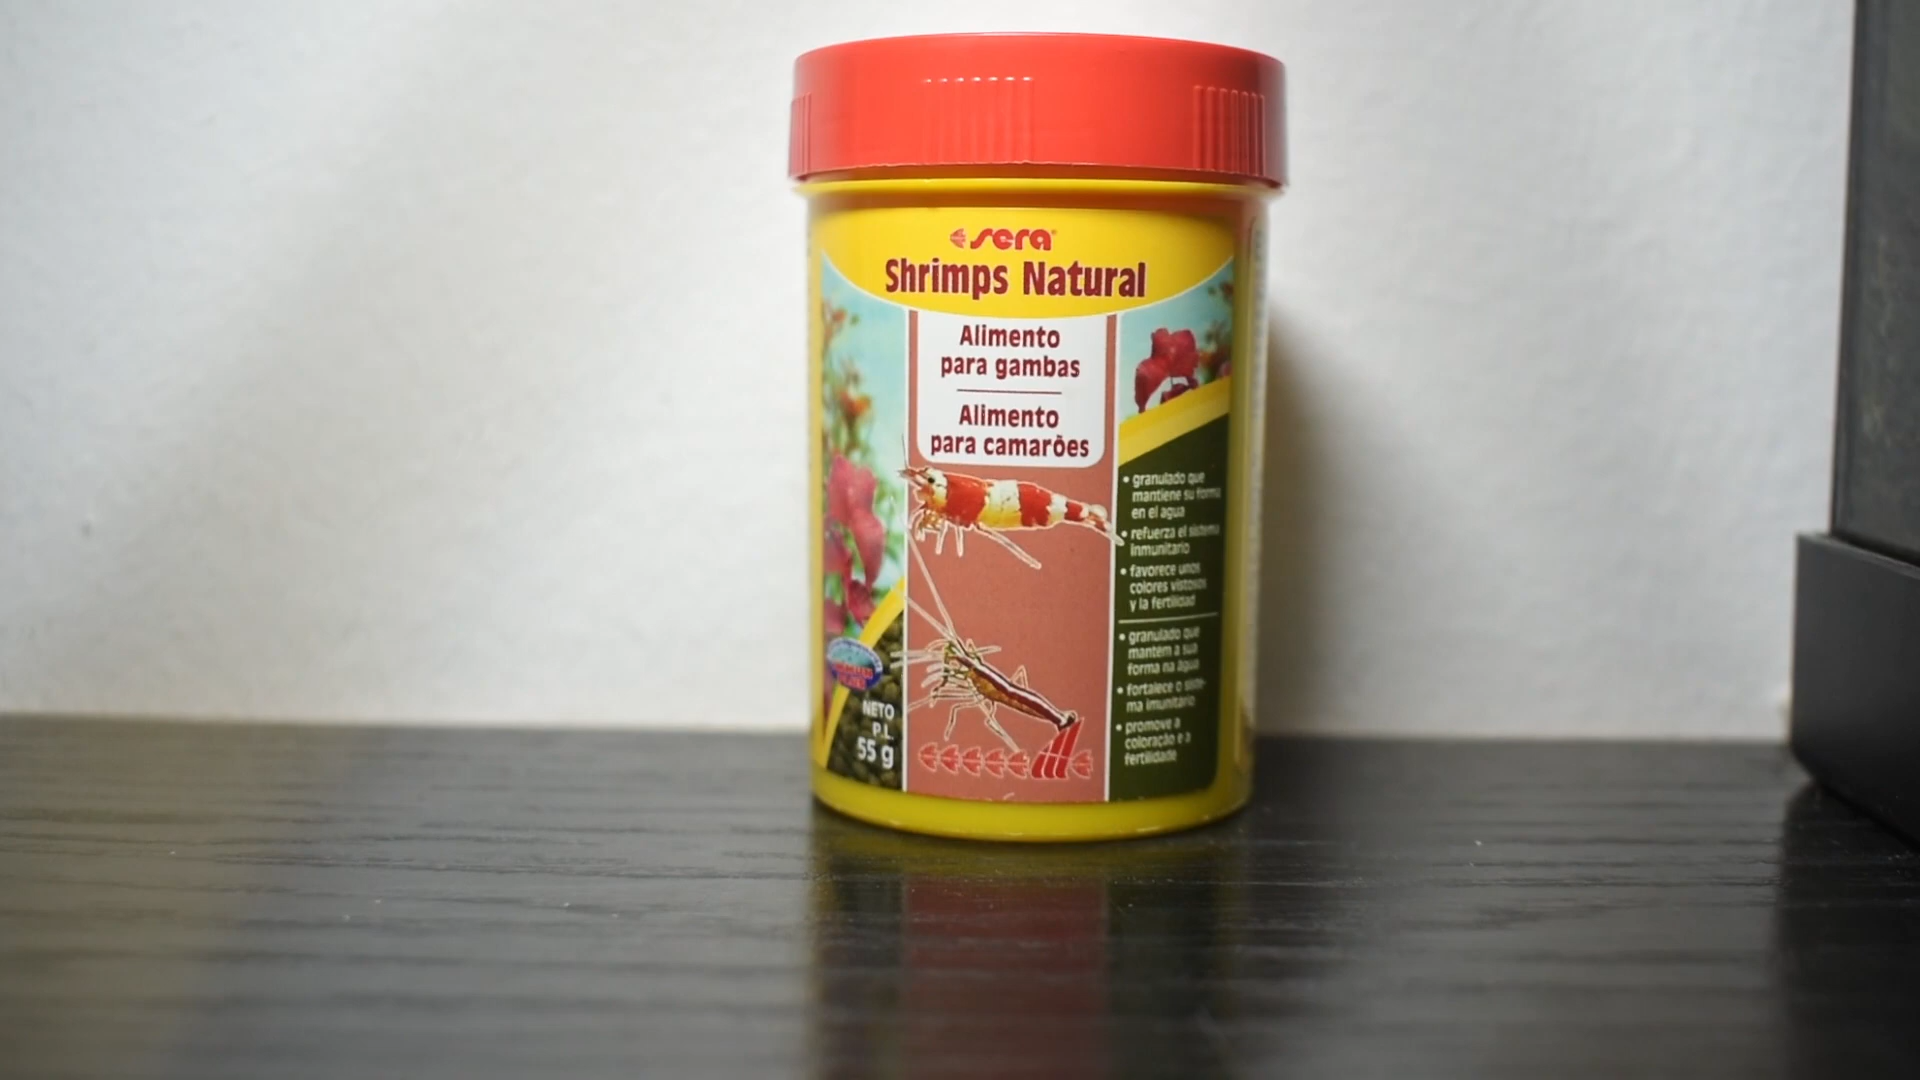 sera
Shrimps Natural
Alimento
para gambas
Alimento
para camarões
• granulado que
mantiene su forma
en el agua
• refuerza el sistema
inmunitario
• favorece unos
colores vistosos
y la fertilidad
• granulado que
mantém a sua
forma na água
• fortalece o siste-
ma imunitário
• promove a
coloração e a
fertilidade
NETO
P.L.
55 g